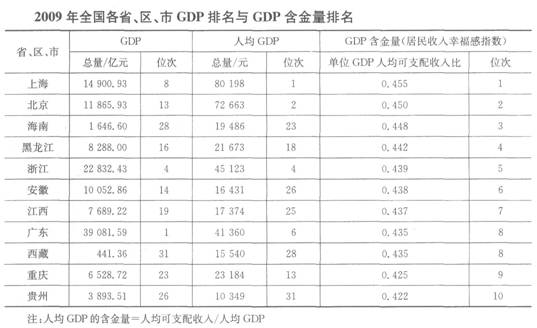 2009 年全国各省、区、市 GDP 排名与 GDP 含金量排名
省、区、市 GDP 人均 GDP GDP 含金量(居民收入幸福感指数)
总量/亿元 位次 总量/元 位次 单位 GDP 人均可支配收入比 位次
上海 14 900.93 8 80 198 1 0.455 1
北京 11 865.93 13 72 663 2 0.450 2
海南 1 646.60 28 19 486 23 0.448 3
黑龙江 8 288.00 16 21 673 18 0.442 4
浙江 22 832.43 4 45 123 4 0.439 5
安徽 10 052.86 14 16 431 26 0.438 6
江西 7 689.22 19 17 374 25 0.437 7
广东 39 081.59 1 41 360 6 0.435 8
西藏 441.36 31 15 540 28 0.435 8
重庆 6 528.72 23 23 184 13 0.425 9
贵州 3 893.51 26 10 349 31 0.422 10
注:人均 GDP 的含金量=人均可支配收入/人均 GDP